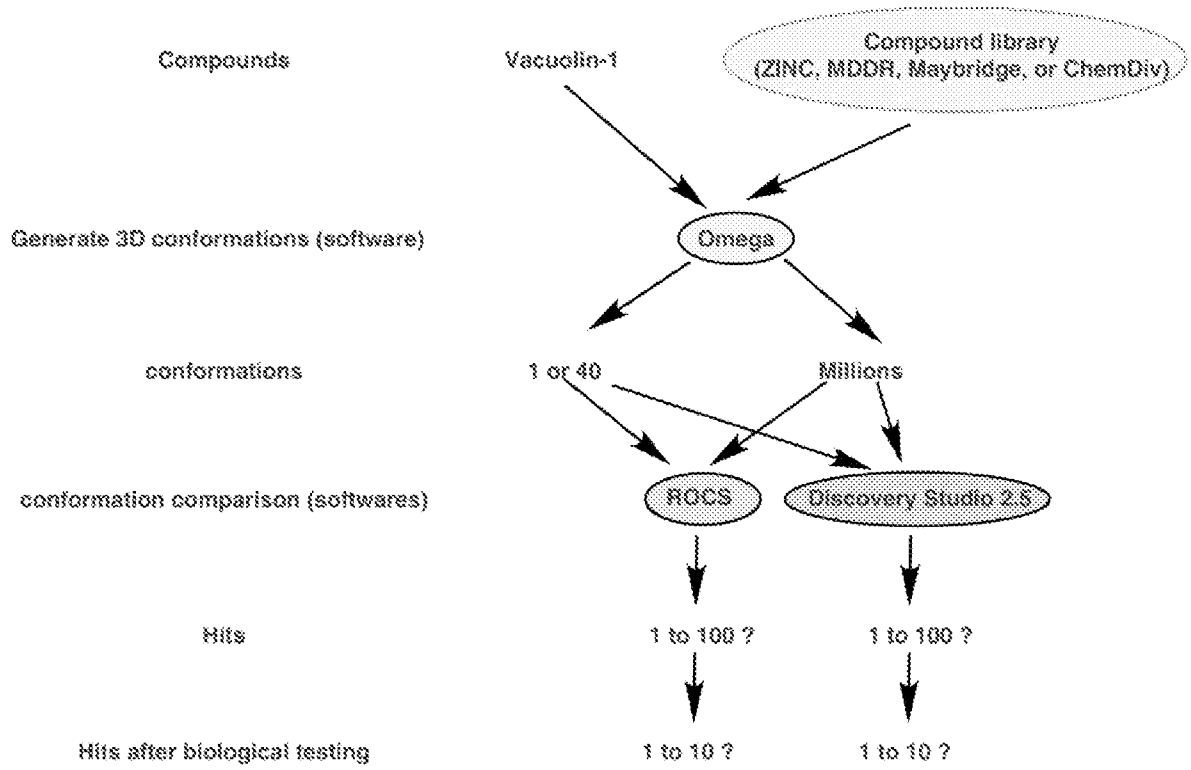 Compounds
Vacuolin-1
Compound library
(ZINC, MDDR, Maybridge, or ChemDiv)
Generate 3D conformations (software)
Omega
conformations
1 or 40
Millions
conformation comparison (softwares)
ROCS
Discovery Studio 2.5
Hits
1 to 100 ?
1 to 100 ?
Hits after biological testing
1 to 10 ?
1 to 10 ?